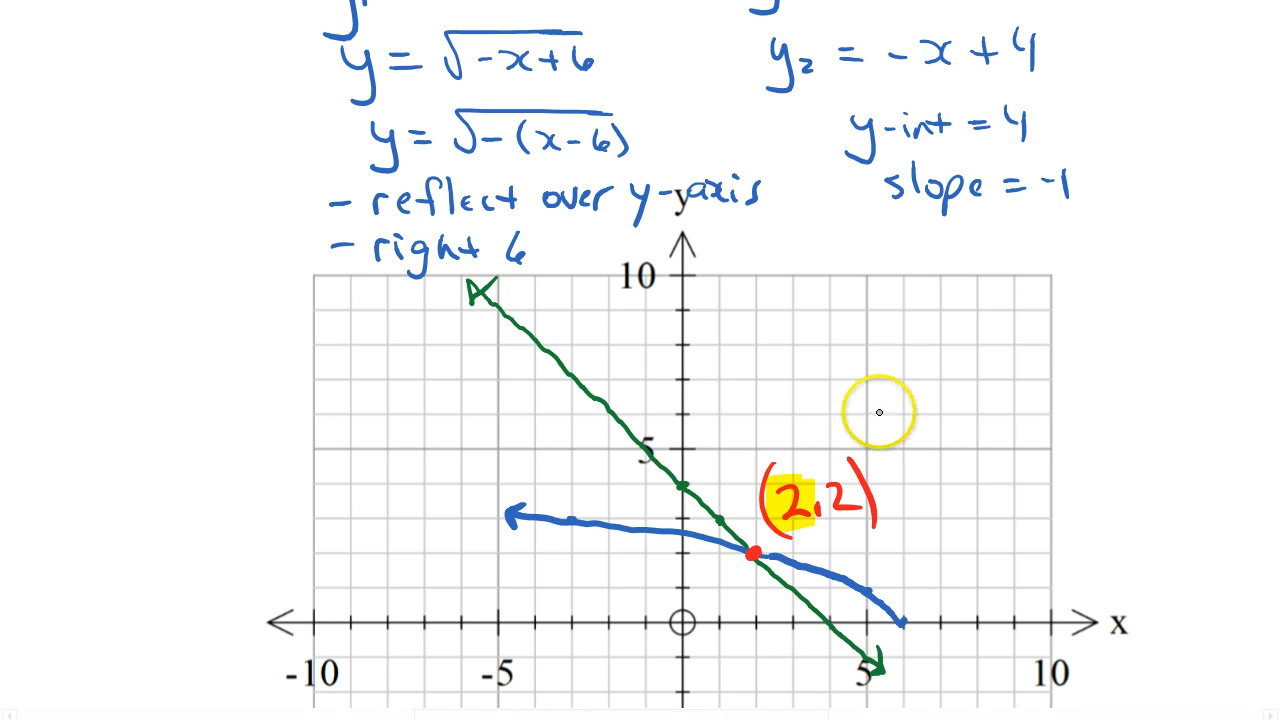 y = √-x+6
y = √-(x-6)
- reflect over y-axis
- right 6
y₂ = -x + 4
y-int = 4
slope = -1
y
10
5
(2,2)
x
-10 -5 5 10